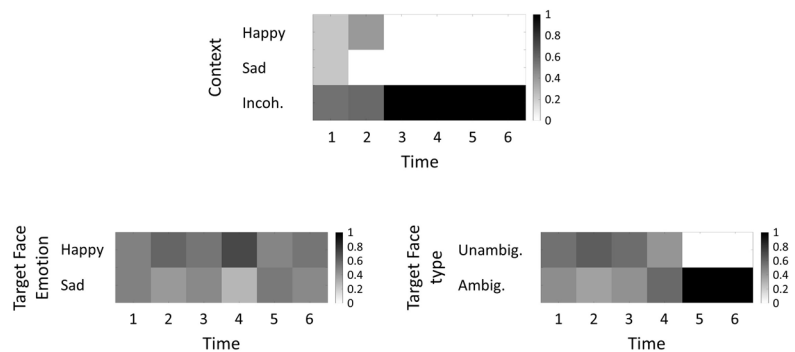 Context
Happy
Sad
Incoh.
1 2 3 4 5 6
Time
1
0.8
0.6
0.4
0.2
0
Target Face
Emotion
Happy
Sad
1 2 3 4 5 6
Time
1
0.8
0.6
0.4
0.2
0
Target Face
type
Unambig.
Ambig.
1 2 3 4 5 6
Time
1
0.8
0.6
0.4
0.2
0